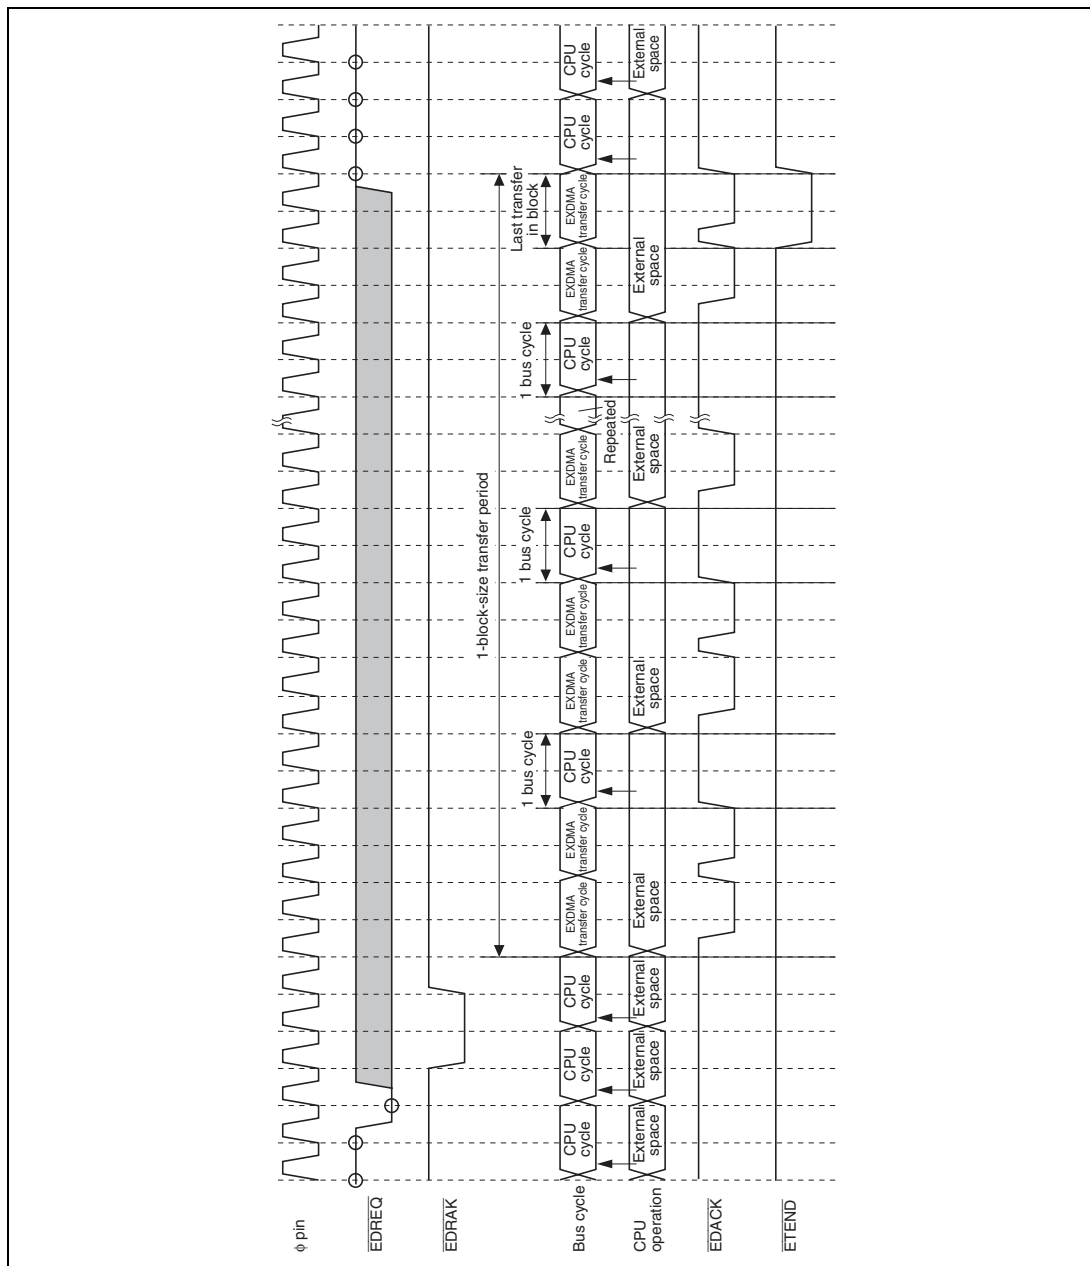 φ pin
EDREQ
EDRAK
1-block-size transfer period
Last transfer
in block
1 bus cycle
1 bus cycle
1 bus cycle
Bus cycle
CPU
cycle
CPU
cycle
CPU
cycle
EXDMA
transfer cycle
EXDMA
transfer cycle
CPU
cycle
EXDMA
transfer cycle
EXDMA
transfer cycle
CPU
cycle
EXDMA
transfer cycle
CPU
cycle
EXDMA
transfer cycle
EXDMA
transfer cycle
CPU
cycle
CPU
cycle
Repeated
CPU
operation
External
space
External
space
External
space
External
space
External
space
External
space
External
space
External
space
EDACK
ETEND